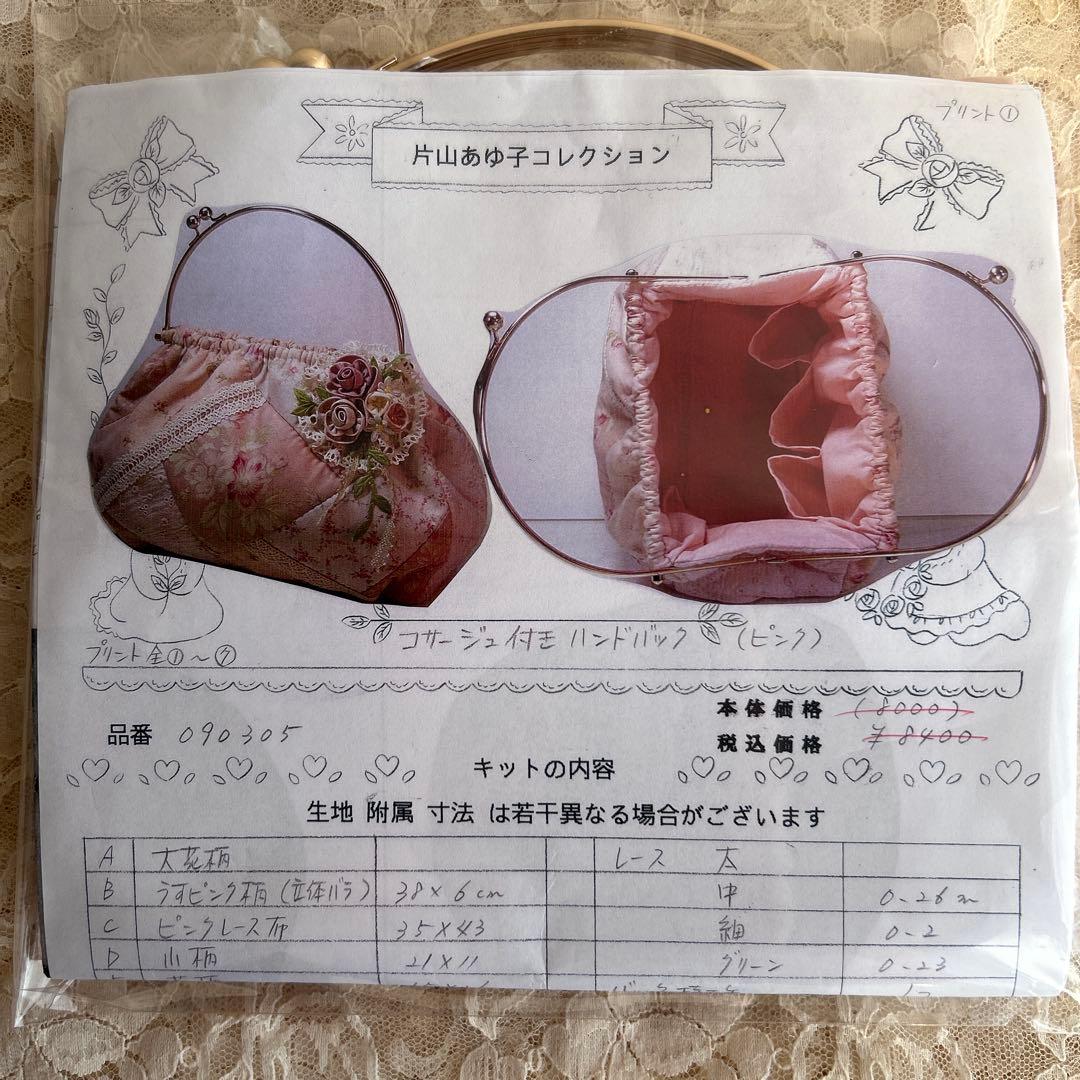 プリント①
片山あゆ子コレクション
コサージュ付き ハンドバック (ピンク)
プリント全①〜⑦
本体価格 (8000)
税込価格 ¥8400
品番 090305
キットの内容
生地 附属 寸法 は若干異なる場合がございます
A 大花柄 レース 太
B うすピンク柄(立体バラ) 38×6cm 中 0-26m
C ピンクレース布 35×43 細 0-2
D 小柄 21×11 グリーン 0-23